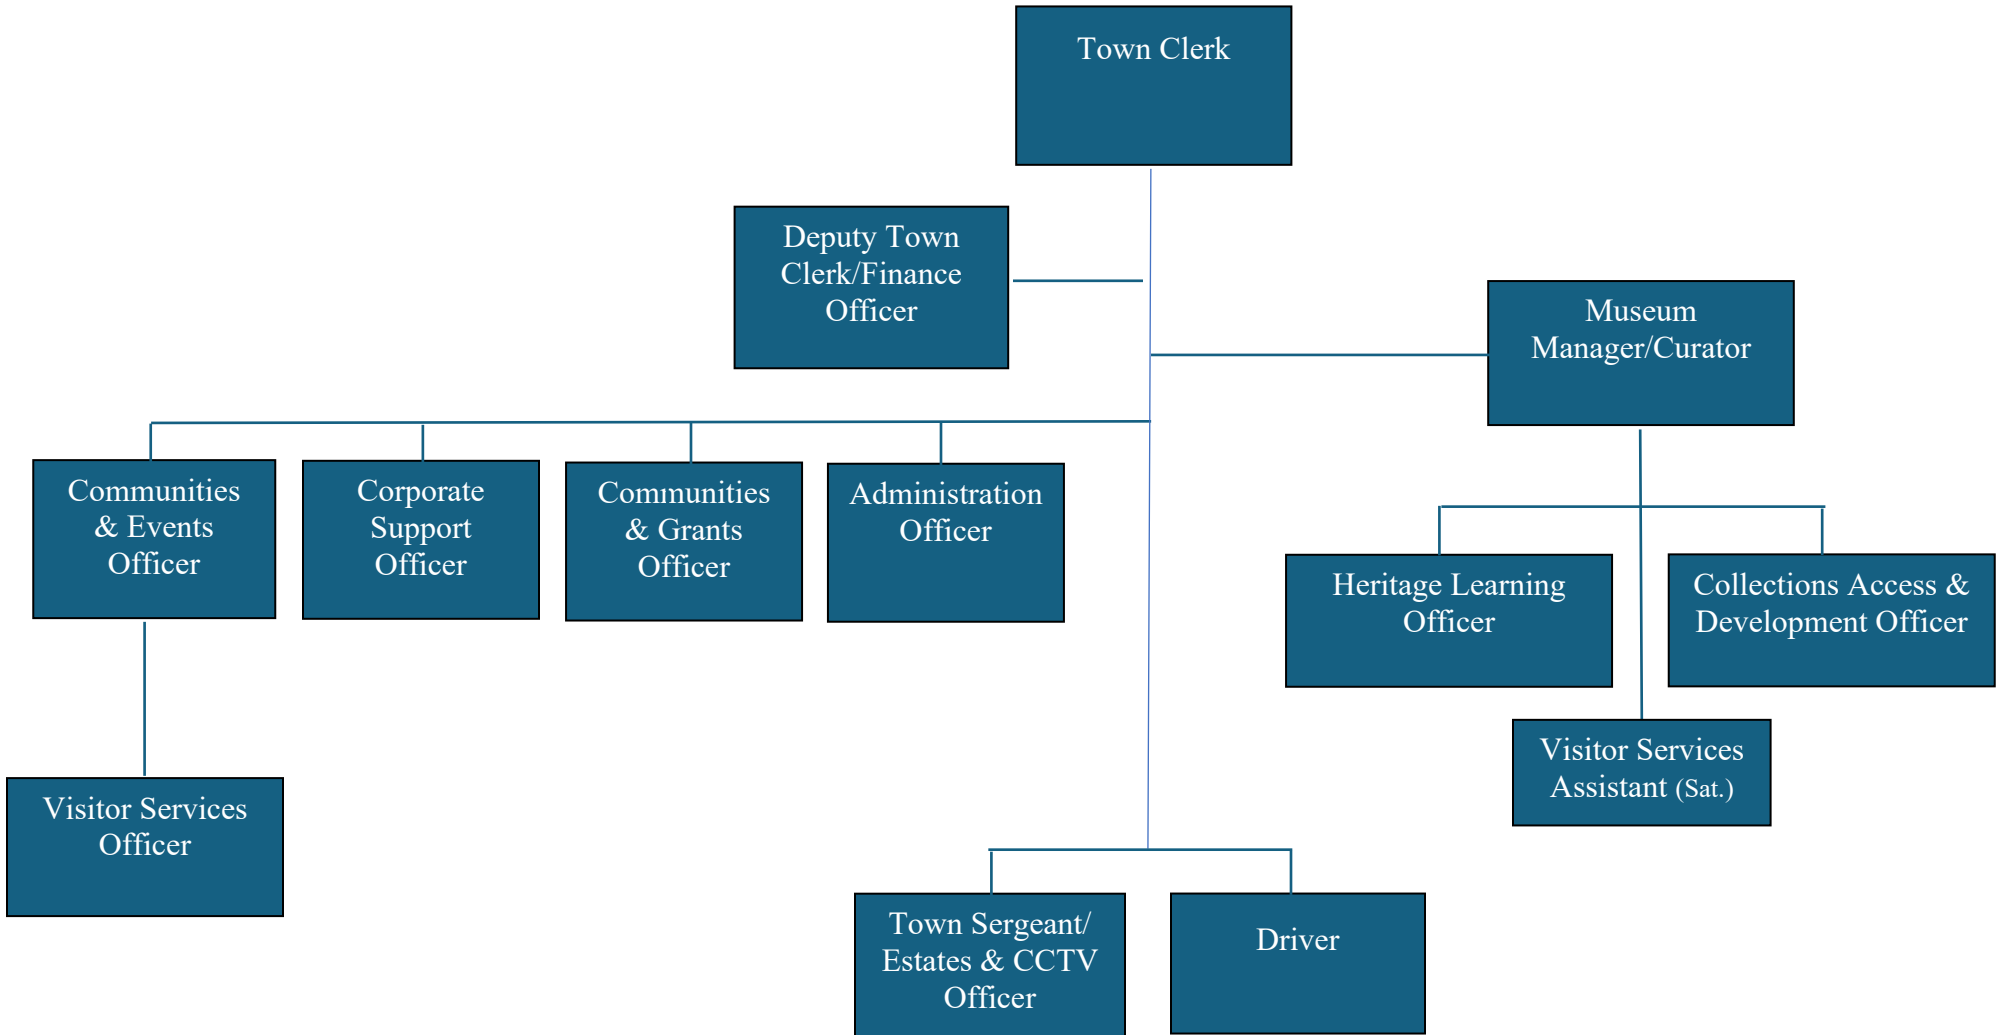 Town Clerk
Deputy Town
Clerk/Finance
Officer
Museum
Manager/Curator
Communities
& Events
Officer
Corporate
Support
Officer
Communities
& Grants
Officer
Administration
Officer
Heritage Learning
Officer
Collections Access &
Development Officer
Visitor Services
Assistant (Sat.)
Visitor Services
Officer
Town Sergeant/
Estates & CCTV
Officer
Driver